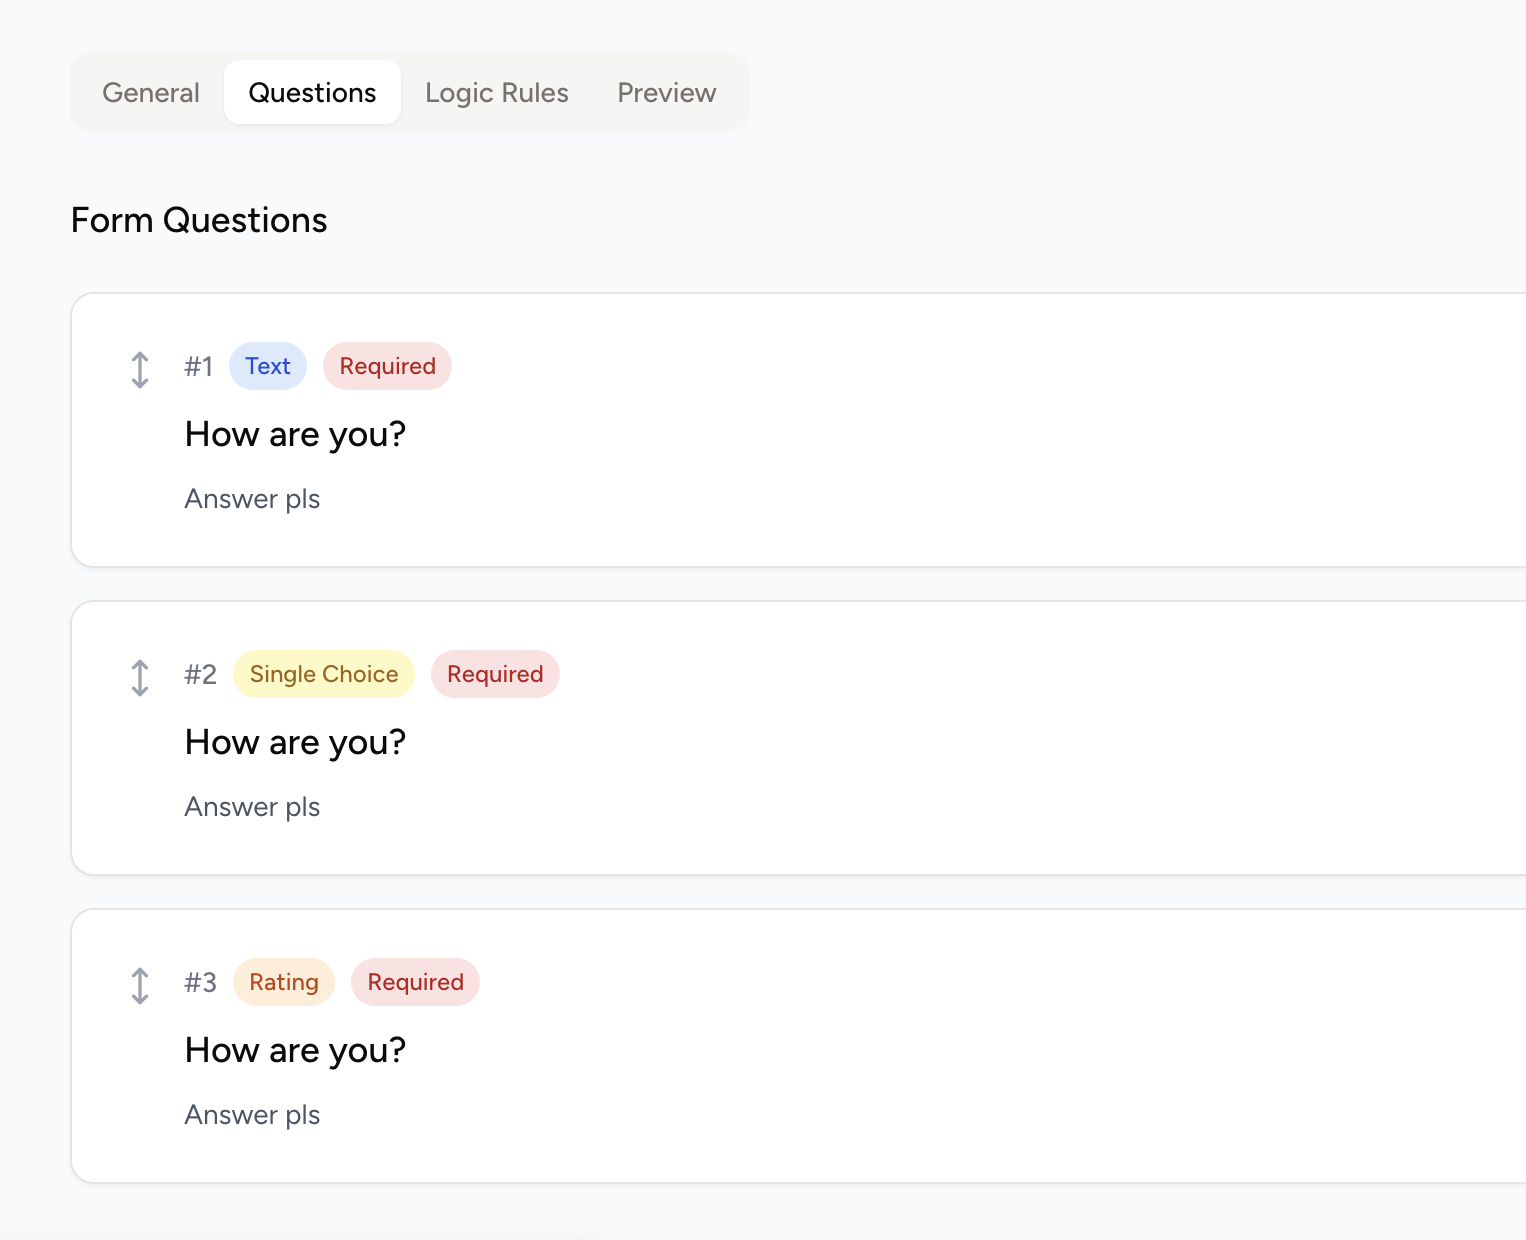 General Questions Logic Rules Preview
Form Questions
#1 Text Required
How are you?
Answer pls
#2 Single Choice Required
How are you?
Answer pls
#3 Rating Required
How are you?
Answer pls